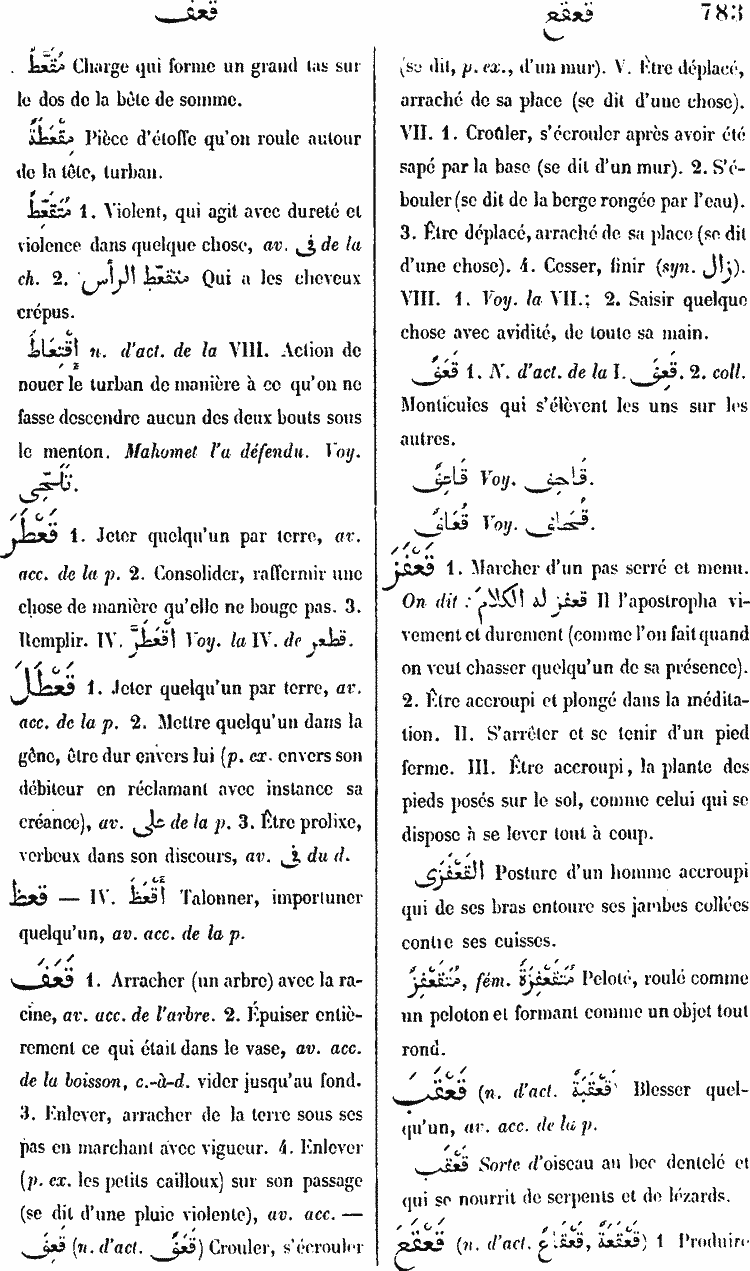 قعف
قعقع
783
مُقَعَّطٌ Charge qui forme un grand tas sur
le dos de la bête de somme.
مِقْعَطَةٌ Pièce d'étoffe qu'on roule autour
de la tête, turban.
مُتَقَعِّطٌ 1. Violent, qui agit avec dureté et
violence dans quelque chose, av. فى de la
ch. 2. متقعّط الرأس Qui a les cheveux
crépus.
اِقْتِعَاطٌ n. d'act. de la VIII. Action de
nouer le turban de manière à ce qu'on ne
fasse descendre aucun des deux bouts sous
le menton. Mahomet l'a défendu. Voy.
تَلَحَّى.
قَعْطَرَ 1. Jeter quelqu'un par terre, av.
acc. de la p. 2. Consolider, raffermir une
chose de manière qu'elle ne bouge pas. 3.
Remplir. IV. اقْعَطَرَّ Voy. la IV. de قطعر.
قَعْطَلَ 1. Jeter quelqu'un par terre, av.
acc. de la p. 2. Mettre quelqu'un dans la
gêne, être dur envers lui (p. ex. envers son
débiteur en réclamant avec instance sa
créance), av. على de la p. 3. Être prolixe,
verbeux dans son discours, av. فى du d.
قعظ — IV. أَقْعَظَ Talonner, importuner
quelqu'un, av. acc. de la p.
قَعَفَ 1. Arracher (un arbre) avec la ra-
cine, av. acc. de l'arbre. 2. Épuiser entiè-
rement ce qui était dans le vase, av. acc.
de la boisson, c.-à-d. vider jusqu'au fond.
3. Enlever, arracher de la terre sous ses
pas en marchant avec vigueur. 4. Enlever
(p. ex. les petits cailloux) sur son passage
(se dit d'une pluie violente), av. acc. —
قَعِفَ (n. d'act. قَعَفٌ) Crouler, s'écrouler
(se dit, p. ex., d'un mur). V. Être déplacé,
arraché de sa place (se dit d'une chose).
VII. 1. Croûler, s'écrouler après avoir été
sapé par la base (se dit d'un mur). 2. S'é-
bouler (se dit de la berge rongée par l'eau).
3. Être déplacé, arraché de sa place (se dit
d'une chose). 4. Cesser, finir (syn. زال).
VIII. 1. Voy. la VII.; 2. Saisir quelque
chose avec avidité, de toute sa main.
قَعْفٌ 1. N. d'act. de la I. قَعَفَ. 2. coll.
Monticules qui s'élèvent les uns sur les
autres.
قَاعِفٌ Voy. قَاحِف.
قُعَافٌ Voy. قُحَاف.
قَعْفَزَ 1. Marcher d'un pas serré et menu.
On dit : قعفز له الكلامَ Il l'apostropha vi-
vement et durement (comme l'on fait quand
on veut chasser quelqu'un de sa présence).
2. Être accroupi et plongé dans la médita-
tion. II. S'arrêter et se tenir d'un pied
ferme. III. Être accroupi, la plante des
pieds posés sur le sol, comme celui qui se
dispose à se lever tout à coup.
القَعْفَزَى Posture d'un homme accroupi
qui de ses bras entoure ses jambes collées
contre ses cuisses.
مُتَقَعْفِزٌ, fém. مُتَقَعْفِزَةٌ Peloté, roulé comme
un peloton et formant comme un objet tout
rond.
قَعْقَبَ (n. d'act. قَعْقَبَةٌ) Blesser quel-
qu'un, av. acc. de la p.
قَعْقَبٌ Sorte d'oiseau au bec dentelé et
qui se nourrit de serpents et de lézards.
قَعْقَعَ (n. d'act. قَعْقَعَةٌ, قَعْقَاعٌ) 1 Produire